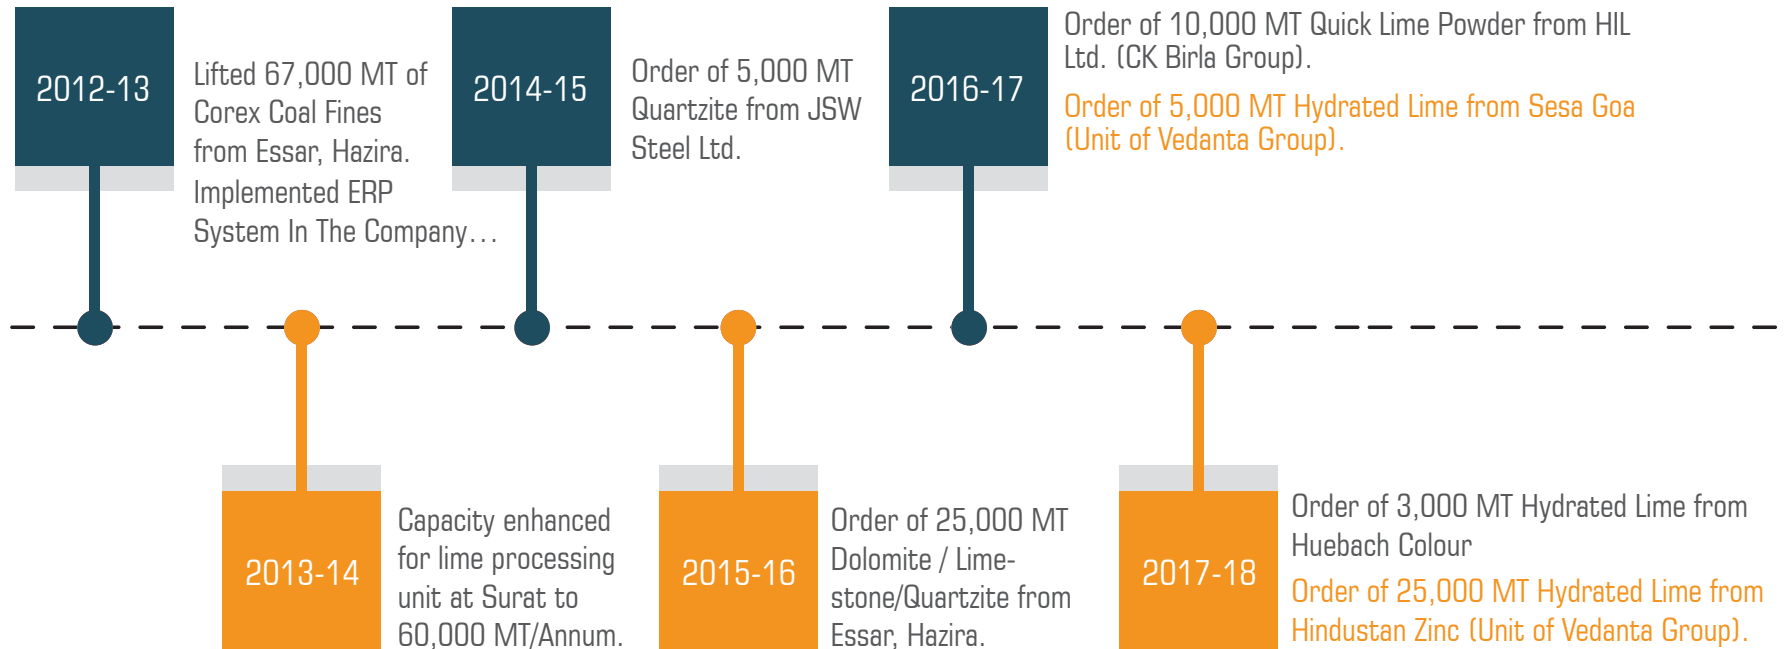 2012-13
Lifted 67,000 MT of
Corex Coal Fines
from Essar, Hazira.
Implemented ERP
System In The Company...
2013-14
Capacity enhanced
for lime processing
unit at Surat to
60,000 MT/Annum.
2014-15
Order of 5,000 MT
Quartzite from JSW
Steel Ltd.
2015-16
Order of 25,000 MT
Dolomite / Lime-
stone/Quartzite from
Essar, Hazira.
2016-17
Order of 10,000 MT Quick Lime Powder from HIL
Ltd. (CK Birla Group).
Order of 5,000 MT Hydrated Lime from Sesa Goa
(Unit of Vedanta Group).
2017-18
Order of 3,000 MT Hydrated Lime from
Huebach Colour
Order of 25,000 MT Hydrated Lime from
Hindustan Zinc (Unit of Vedanta Group).